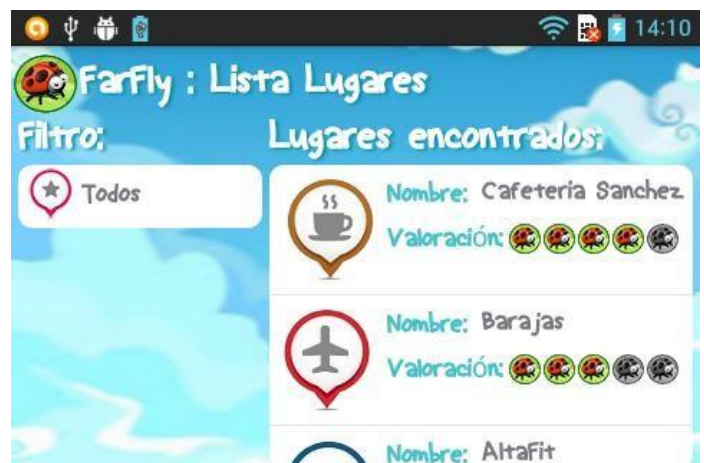 14:10
FarFly : Lista Lugares
Filtro:
Todos
Lugares encontrados:
Nombre: Cafeteria Sanchez
Valoración:
Nombre: Barajas
Valoración:
Nombre: AltaFit